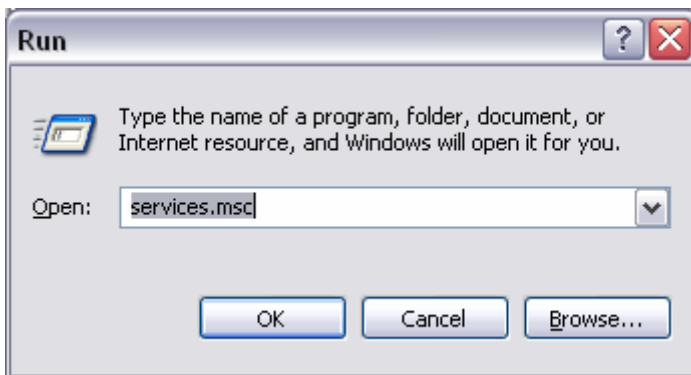 Run
Type the name of a program, folder, document, or
Internet resource, and Windows will open it for you.
Open: services.msc
OK Cancel Browse...